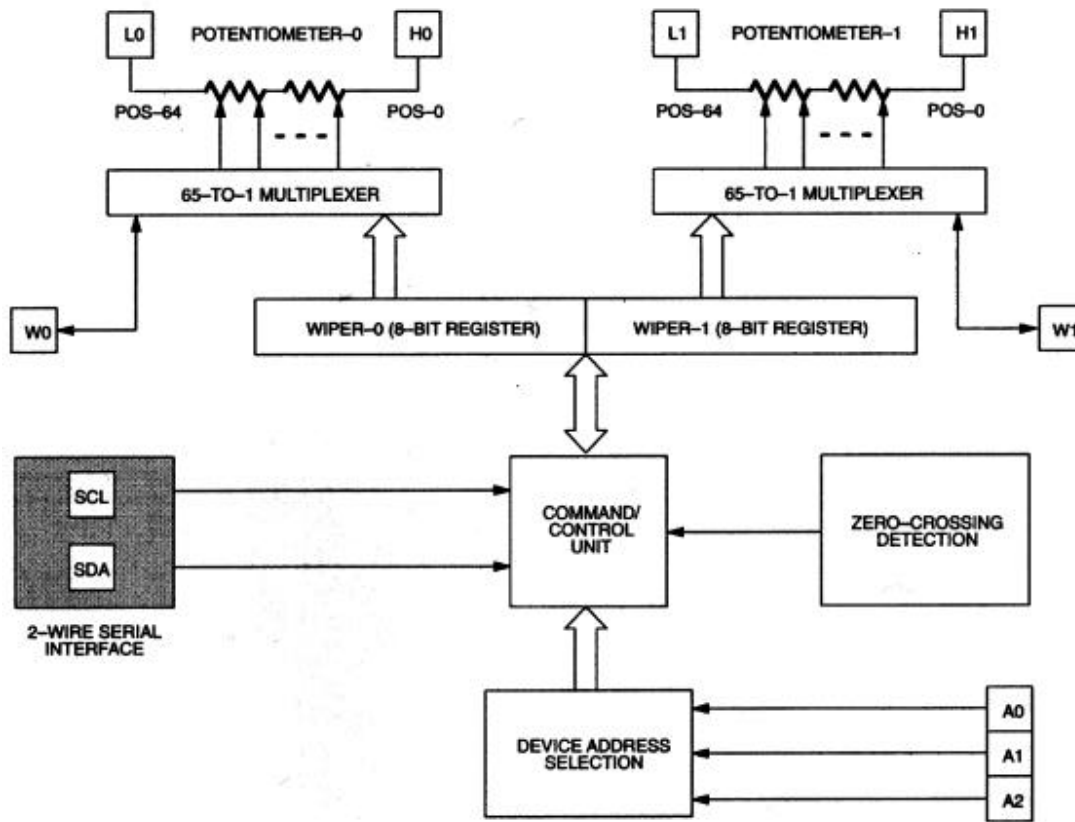 L0 POTENTIOMETER–0 H0 L1 POTENTIOMETER–1 H1
POS–64 POS–0 POS–64 POS–0
65–TO–1 MULTIPLEXER 65–TO–1 MULTIPLEXER
W0 WIPER–0 (8–BIT REGISTER) WIPER–1 (8–BIT REGISTER) W1
SCL
SDA
2–WIRE SERIAL
INTERFACE
COMMAND/
CONTROL
UNIT
ZERO–CROSSING
DETECTION
DEVICE ADDRESS
SELECTION
A0
A1
A2